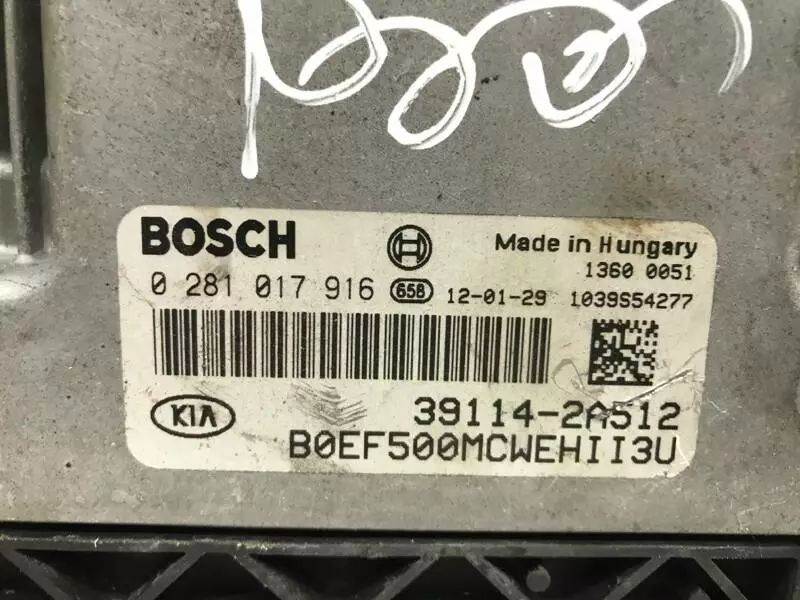 BOSCH
Made in Hungary
1360 0051
0 281 017 916 658 12-01-29 1039S54277
KIA
39114-2A512
B0EF500MCWEHII3U